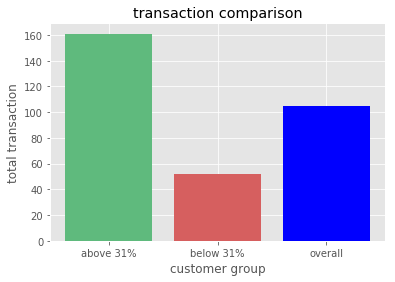 transaction comparison
total transaction
160
140
120
100
80
60
40
20
0
above 31%
below 31%
overall
customer group